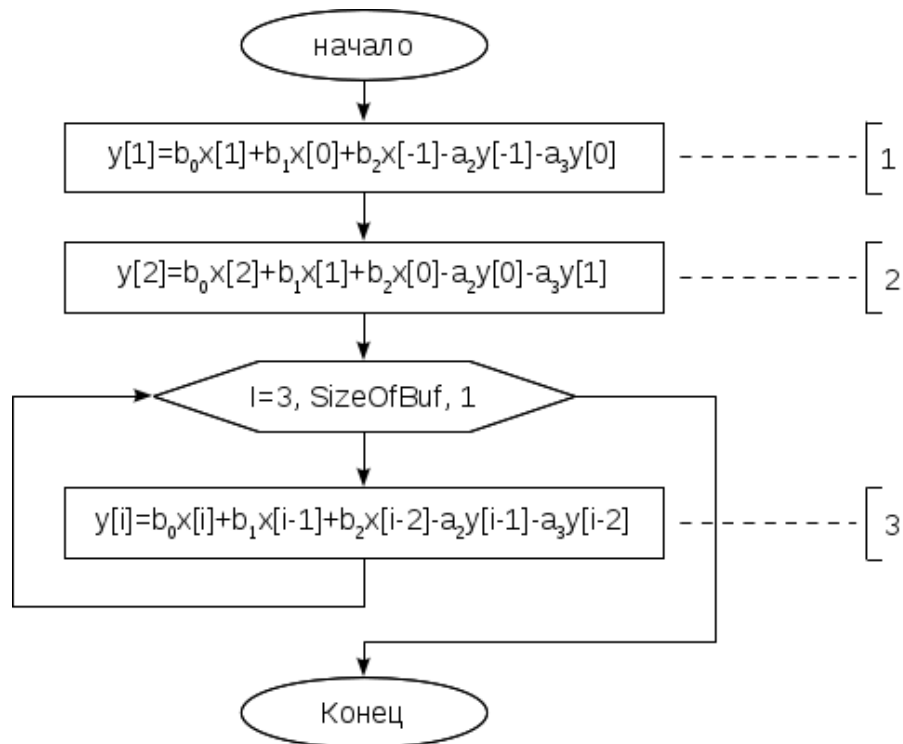 начало
y[1]=b₀x[1]+b₁x[0]+b₂x[-1]-a₂y[-1]-a₃y[0]
1
y[2]=b₀x[2]+b₁x[1]+b₂x[0]-a₂y[0]-a₃y[1]
2
I=3, SizeOfBuf, 1
y[i]=b₀x[i]+b₁x[i-1]+b₂x[i-2]-a₂y[i-1]-a₃y[i-2]
3
Конец